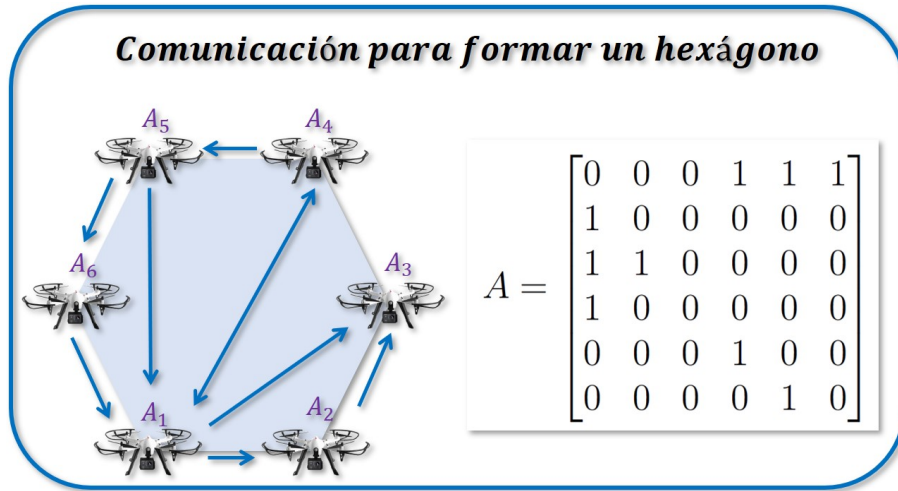 Comunicación para formar un hexágono
A₅ A₄
A₆ A₃
A₁ A₂
A =
0 0 0 1 1 1
1 0 0 0 0 0
1 1 0 0 0 0
1 0 0 0 0 0
0 0 0 1 0 0
0 0 0 0 1 0